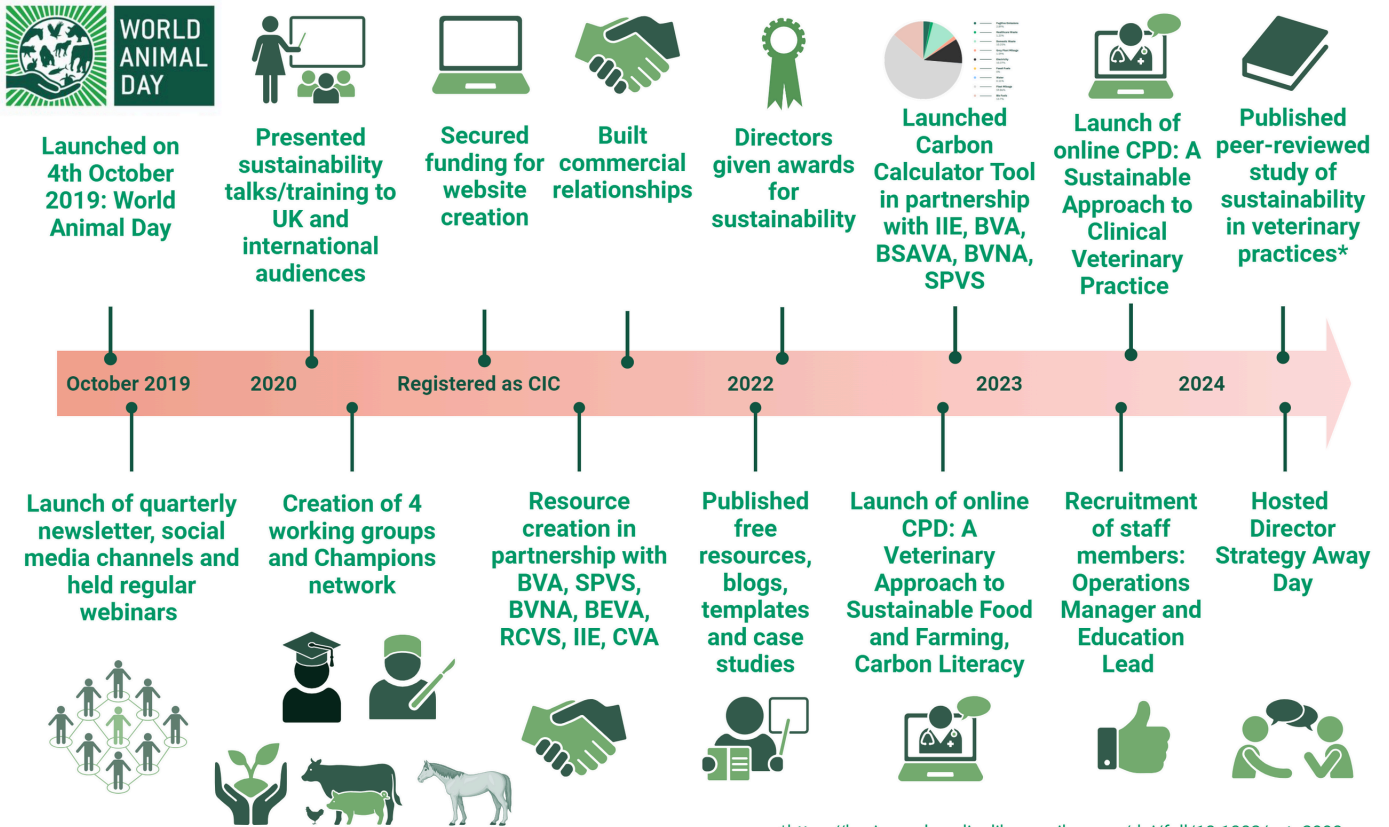 WORLD
ANIMAL
DAY
Launched on
4th October
2019: World
Animal Day
Presented
sustainability
talks/training to
UK and
international
audiences
Secured
funding for
website
creation
Built
commercial
relationships
Directors
given awards
for
sustainability
Launched
Carbon
Calculator Tool
in partnership
with IIE, BVA,
BSAVA, BVNA,
SPVS
Launch of
online CPD: A
Sustainable
Approach to
Clinical
Veterinary
Practice
Published
peer-reviewed
study of
sustainability
in veterinary
practices*
October 2019
2020
Registered as CIC
2022
2023
2024
Launch of quarterly
newsletter, social
media channels and
held regular
webinars
Creation of 4
working groups
and Champions
network
Resource
creation in
partnership with
BVA, SPVS,
BVNA, BEVA,
RCVS, IIE, CVA
Published
free
resources,
blogs,
templates
and case
studies
Launch of online
CPD: A
Veterinary
Approach to
Sustainable Food
and Farming,
Carbon Literacy
Recruitment
of staff
members:
Operations
Manager and
Education
Lead
Hosted
Director
Strategy Away
Day